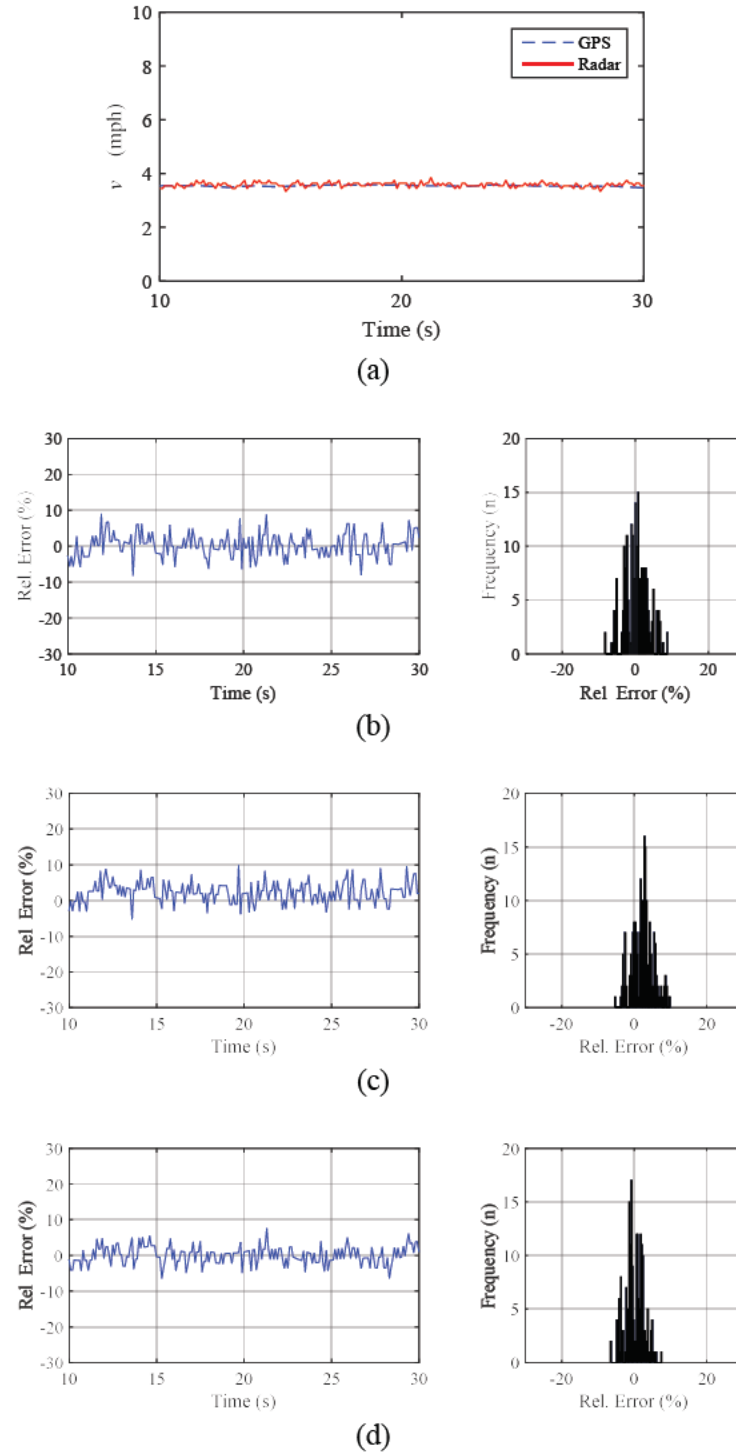 10
8
6
4
2
0
v (mph)
GPS
Radar
10 20 30
Time (s)
(a)
30
20
10
0
-10
-20
-30
Rel. Error (%)
10 15 20 25 30
Time (s)
20
15
10
5
0
Frequency (n)
-20 0 20
Rel Error (%)
(b)
30
20
10
0
-10
-20
-30
Rel Error (%)
10 15 20 25 30
Time (s)
20
15
10
5
0
Frequency (n)
-20 0 20
Rel. Error (%)
(c)
30
20
10
0
-10
-20
-30
Rel Error (%)
10 15 20 25 30
Time (s)
20
15
10
5
0
Frequency (n)
-20 0 20
Rel. Error (%)
(d)